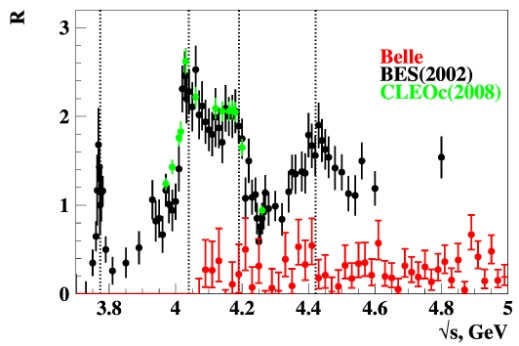 R
3
2
1
0
Belle
BES(2002)
CLEOc(2008)
3.8 4 4.2 4.4 4.6 4.8 5
√s, GeV